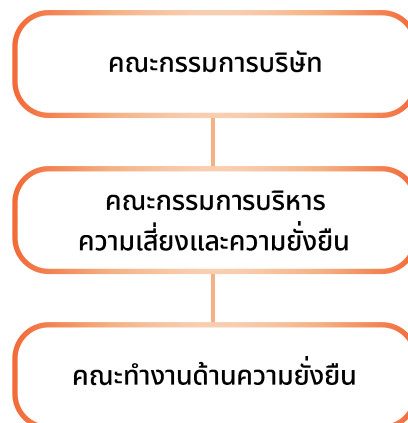 คณะกรรมการบริษัท
คณะกรรมการบริหาร
ความเสี่ยงและความยั่งยืน
คณะทำงานด้านความยั่งยืน